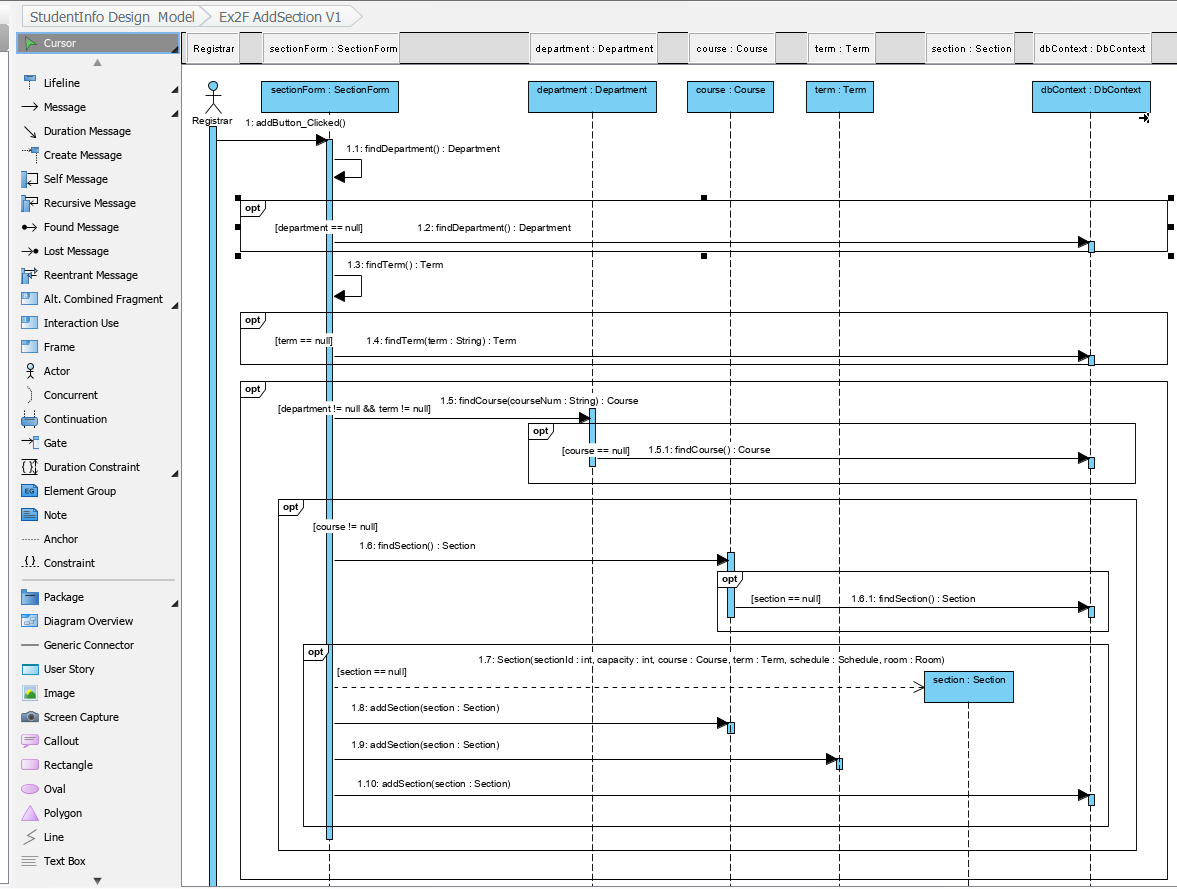 StudentInfo Design Model
Ex2F AddSection V1
Cursor
Lifeline
Message
Duration Message
Create Message
Self Message
Recursive Message
Found Message
Lost Message
Reentrant Message
Alt. Combined Fragment
Interaction Use
Frame
Actor
Concurrent
Continuation
Gate
Duration Constraint
Element Group
Note
Anchor
Constraint
Package
Diagram Overview
Generic Connector
User Story
Image
Screen Capture
Callout
Rectangle
Oval
Polygon
Line
Text Box
Registrar
sectionForm : SectionForm
department : Department
course : Course
term : Term
section : Section
dbContext : DbContext
sectionForm : SectionForm
department : Department
course : Course
term : Term
dbContext : DbContext
Registrar
1: addButton_Clicked()
1.1: findDepartment() : Department
opt
[department == null]
1.2: findDepartment() : Department
1.3: findTerm() : Term
opt
[term == null]
1.4: findTerm(term : String) : Term
opt
[department != null && term != null]
1.5: findCourse(courseNum : String) : Course
opt
[course == null]
1.5.1: findCourse() : Course
opt
[course != null]
1.6: findSection() : Section
opt
[section == null]
1.6.1: findSection() : Section
opt
[section == null]
1.7: Section(sectionId : int, capacity : int, course : Course, term : Term, schedule : Schedule, room : Room)
section : Section
1.8: addSection(section : Section)
1.9: addSection(section : Section)
1.10: addSection(section : Section)